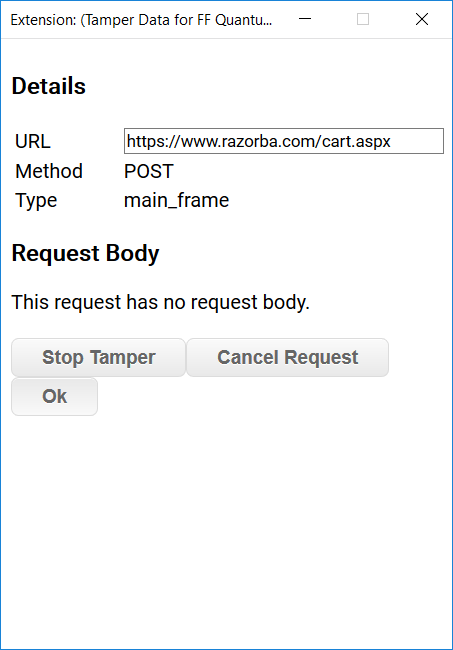 Extension: (Tamper Data for FF Quantu...
Details
URL https://www.razorba.com/cart.aspx
Method POST
Type main_frame
Request Body
This request has no request body.
Stop Tamper Cancel Request
Ok